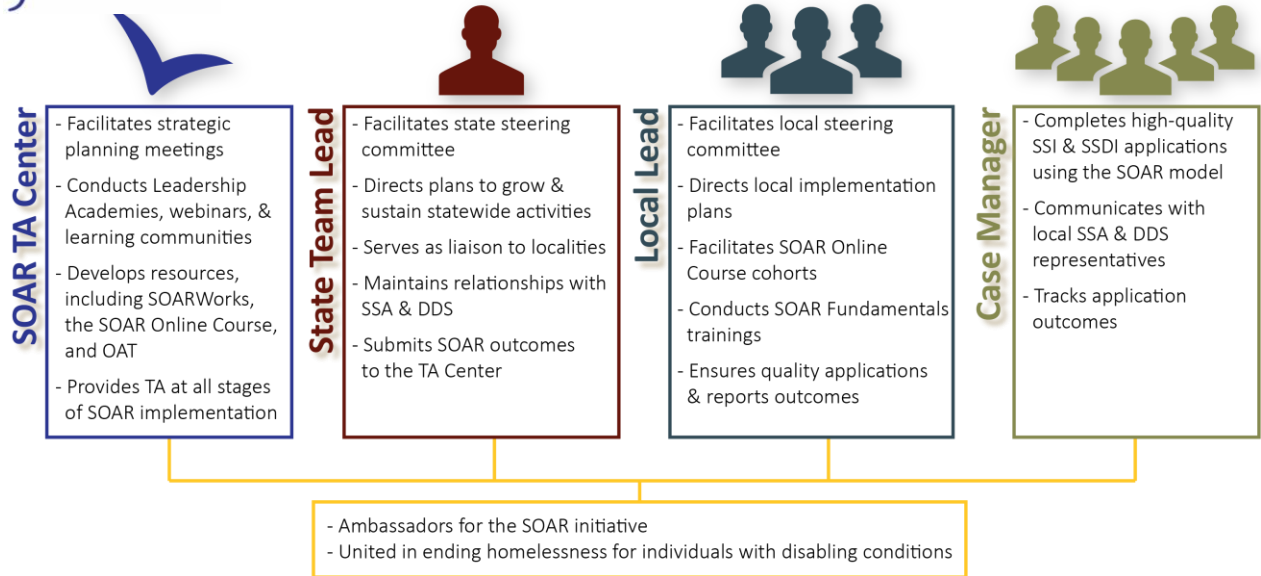 SOAR TA Center
- Facilitates strategic
planning meetings
- Conducts Leadership
Academies, webinars, &
learning communities
- Develops resources,
including SOARWorks,
the SOAR Online Course,
and OAT
- Provides TA at all stages
of SOAR implementation
State Team Lead
- Facilitates state steering
committee
- Directs plans to grow &
sustain statewide activities
- Serves as liaison to localities
- Maintains relationships with
SSA & DDS
- Submits SOAR outcomes
to the TA Center
Local Lead
- Facilitates local steering
committee
- Directs local implementation
plans
- Facilitates SOAR Online
Course cohorts
- Conducts SOAR Fundamentals
trainings
- Ensures quality applications
& reports outcomes
Case Manager
- Completes high-quality
SSI & SSDI applications
using the SOAR model
- Communicates with
local SSA & DDS
representatives
- Tracks application
outcomes
- Ambassadors for the SOAR initiative
- United in ending homelessness for individuals with disabling conditions